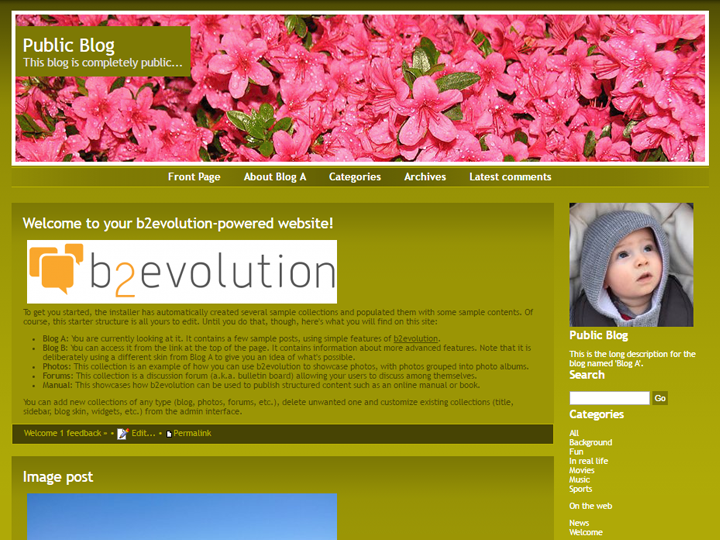 Public Blog
This blog is completely public...
Front Page About Blog A Categories Archives Latest comments
Welcome to your b2evolution-powered website!
b2evolution
To get you started, the installer has automatically created several sample collections and populated them with some sample contents. Of
course, this starter structure is all yours to edit. Until you do that, though, here's what you will find on this site:
• Blog A: You are currently looking at it. It contains a few sample posts, using simple features of b2evolution.
• Blog B: You can access it from the link at the top of the page. It contains information about more advanced features. Note that it is
deliberately using a different skin from Blog A to give you an idea of what's possible.
• Photos: This collection is an example of how you can use b2evolution to showcase photos, with photos grouped into photo albums.
• Forums: This collection is a discussion forum (a.k.a. bulletin board) allowing your users to discuss among themselves.
• Manual: This showcases how b2evolution can be used to publish structured content such as an online manual or book.
You can add new collections of any type (blog, photos, forums, etc.), delete unwanted one and customize existing collections (title,
sidebar, blog skin, widgets, etc.) from the admin interface.
Welcome 1 feedback » • Edit... • Permalink
Image post
Public Blog
This is the long description for the
blog named 'Blog A'.
Search
Go
Categories
All
Background
Fun
In real life
Movies
Music
Sports
On the web
News
Welcome